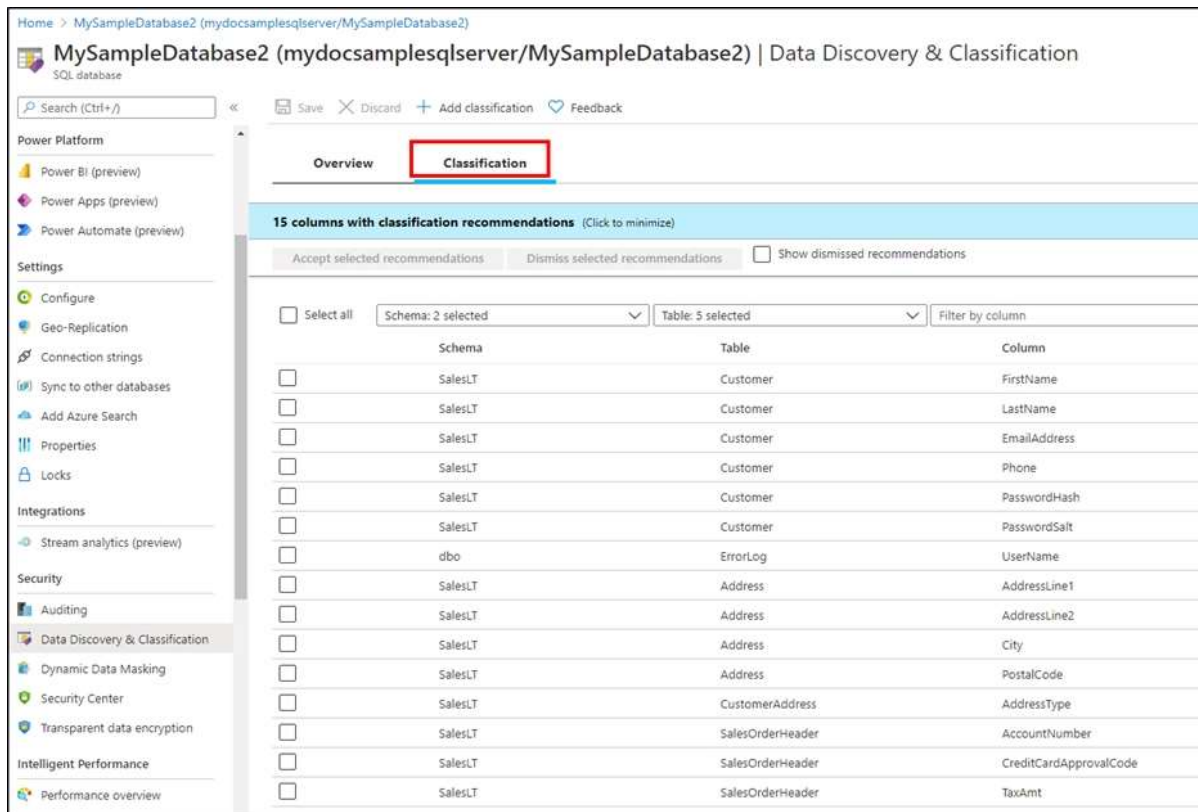 Home > MySampleDatabase2 (mydocsamplesqlserver/MySampleDatabase2)
MySampleDatabase2 (mydocsamplesqlserver/MySampleDatabase2) | Data Discovery & Classification
SQL database
Search (Ctrl+/)
«
Save
Discard
Add classification
Feedback
Power Platform
Power BI (preview)
Power Apps (preview)
Power Automate (preview)
Settings
Configure
Geo-Replication
Connection strings
Sync to other databases
Add Azure Search
Properties
Locks
Integrations
Stream analytics (preview)
Security
Auditing
Data Discovery & Classification
Dynamic Data Masking
Security Center
Transparent data encryption
Intelligent Performance
Performance overview
Overview Classification
15 columns with classification recommendations (Click to minimize)
Accept selected recommendations Dismiss selected recommendations Show dismissed recommendations
Select all Schema: 2 selected Table: 5 selected Filter by column
Schema Table Column
SalesLT Customer FirstName
SalesLT Customer LastName
SalesLT Customer EmailAddress
SalesLT Customer Phone
SalesLT Customer PasswordHash
SalesLT Customer PasswordSalt
dbo ErrorLog UserName
SalesLT Address AddressLine1
SalesLT Address AddressLine2
SalesLT Address City
SalesLT Address PostalCode
SalesLT CustomerAddress AddressType
SalesLT SalesOrderHeader AccountNumber
SalesLT SalesOrderHeader CreditCardApprovalCode
SalesLT SalesOrderHeader TaxAmt